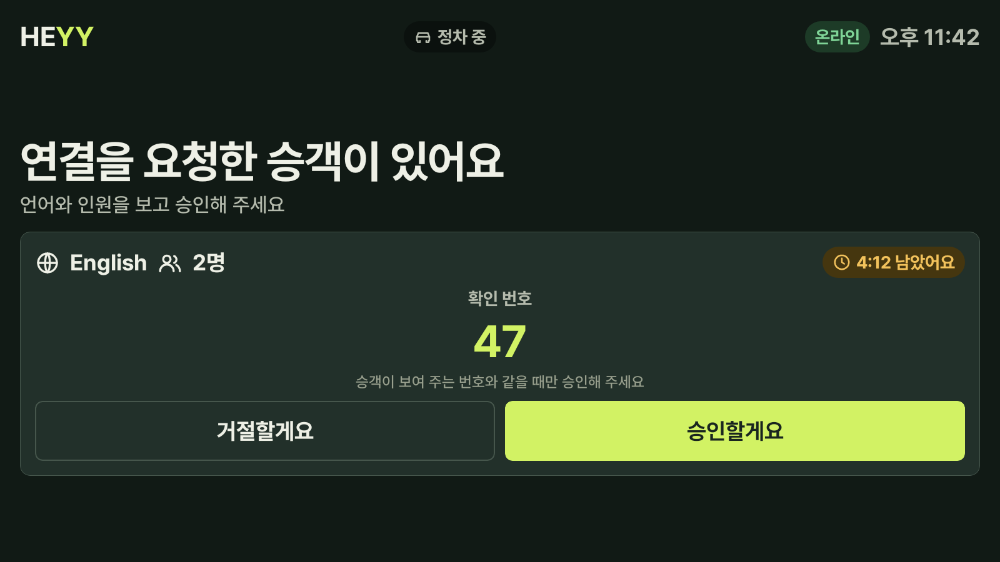 HEYY
정차 중
온라인
오후 11:42
연결을 요청한 승객이 있어요
언어와 인원을 보고 승인해 주세요
English 2명
4:12 남았어요
확인 번호
47
승객이 보여 주는 번호와 같을 때만 승인해 주세요
거절할게요
승인할게요